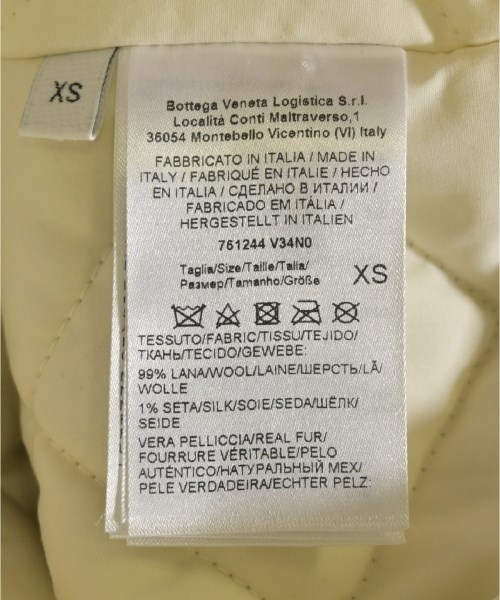 XS
Bottega Veneta Logistica S.r.l.
Località Conti Maltraverso,1
36054 Montebello Vicentino (VI) Italy
FABBRICATO IN ITALIA / MADE IN
ITALY / FABRIQUÉ EN ITALIE / HECHO
EN ITALIA / СДЕЛАНО В ИТАЛИИ /
FABRICADO EM ITÁLIA /
HERGESTELLT IN ITALIEN
761244 V34N0
Taglia/Size/Taille/Talla/
Размер/Tamanho/Größe XS
TESSUTO/FABRIC/TISSU/TEJIDO/
ТКАНЬ/TECIDO/GEWEBE:
99% LANA/WOOL/LAINE/ШЕРСТЬ/LÃ/
WOLLE
1% SETA/SILK/SOIE/SEDA/ШЁЛК/
SEIDE
VERA PELLICCIA/REAL FUR/
FOURRURE VÉRITABLE/PELO
AUTÉNTICO/НАТУРАЛЬНЫЙ МЕХ/
PELE VERDADEIRA/ECHTER PELZ: